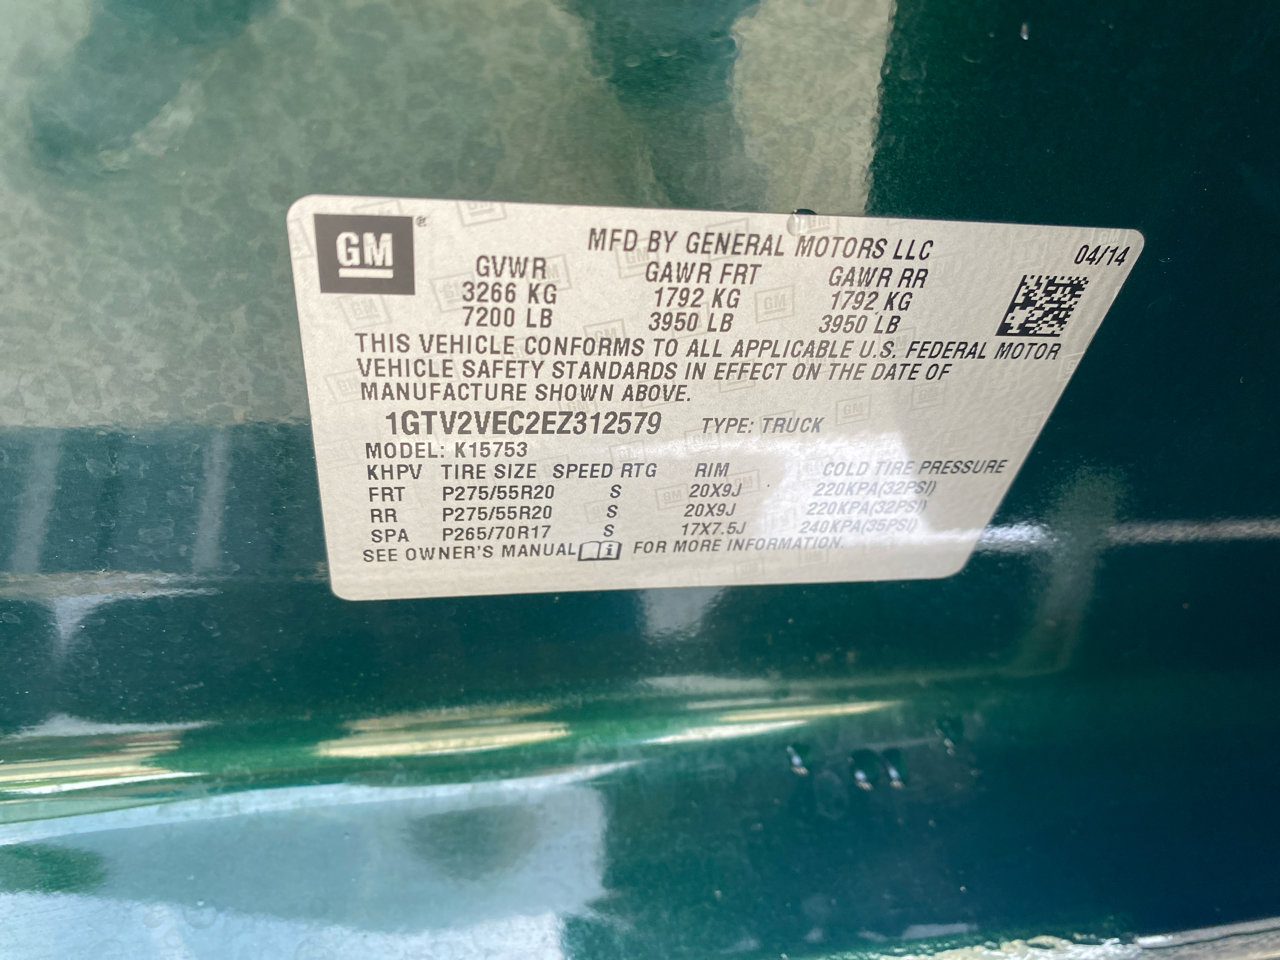 GM®
MFD BY GENERAL MOTORS LLC 04/14
GVWR GAWR FRT GAWR RR
3266 KG 1792 KG 1792 KG
7200 LB 3950 LB 3950 LB
THIS VEHICLE CONFORMS TO ALL APPLICABLE U.S. FEDERAL MOTOR
VEHICLE SAFETY STANDARDS IN EFFECT ON THE DATE OF
MANUFACTURE SHOWN ABOVE.
1GTV2VEC2EZ312579 TYPE: TRUCK
MODEL: K15753
KHPV TIRE SIZE SPEED RTG RIM COLD TIRE PRESSURE
FRT P275/55R20 S 20X9J 220KPA(32PSI)
RR P275/55R20 S 20X9J 220KPA(32PSI)
SPA P265/70R17 S 17X7.5J 240KPA(35PSI)
SEE OWNER'S MANUAL i FOR MORE INFORMATION.